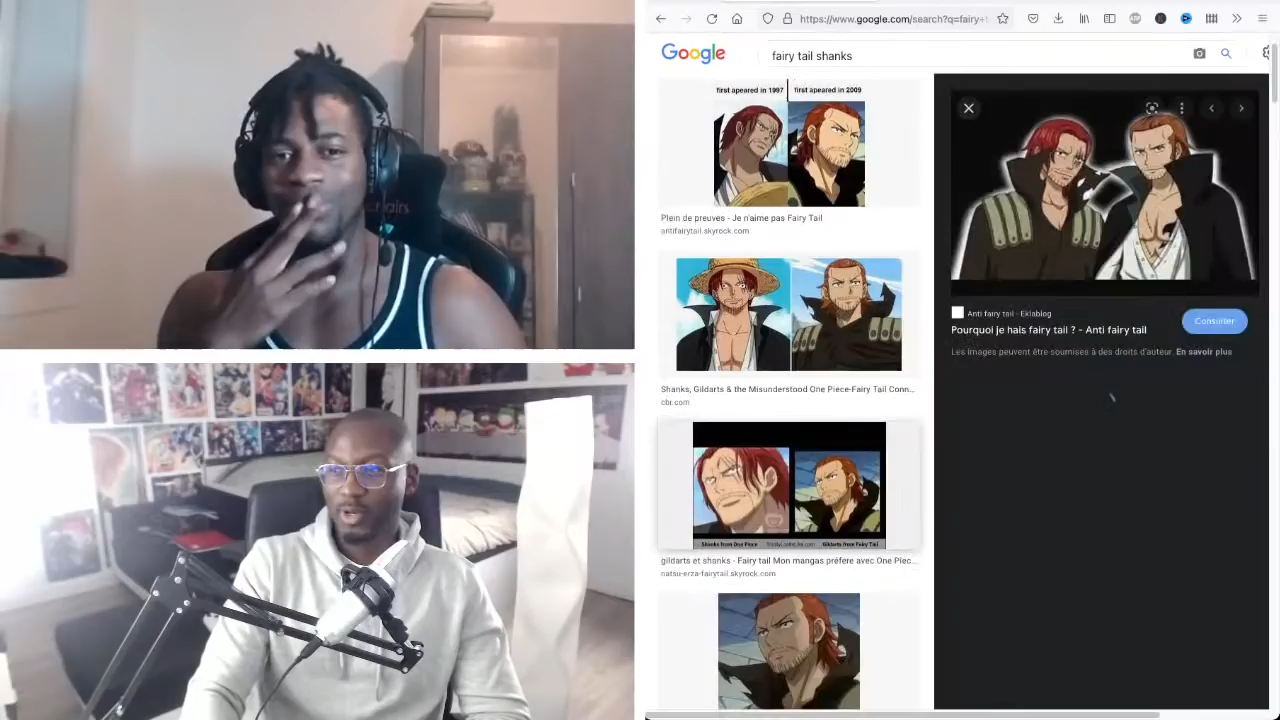 https://www.google.com/search?q=fairy+
Google
fairy tail shanks
first apeared in 1997
first apeared in 2009
Plein de preuves - Je n'aime pas Fairy Tail
antifairytail.skyrock.com
Shanks, Gildarts & the Misunderstood One Piece-Fairy Tail Conn...
cbr.com
Shanks from One Piece
Gildarts from Fairy Tail
gildarts et shanks - Fairy tail Mon mangas préfere avec One Piec...
natsu-erza-fairytail.skyrock.com
Anti fairy tail - Eklablog
Pourquoi je hais fairy tail ? - Anti fairy tail
Consulter
Les images peuvent être soumises à des droits d'auteur. En savoir plus